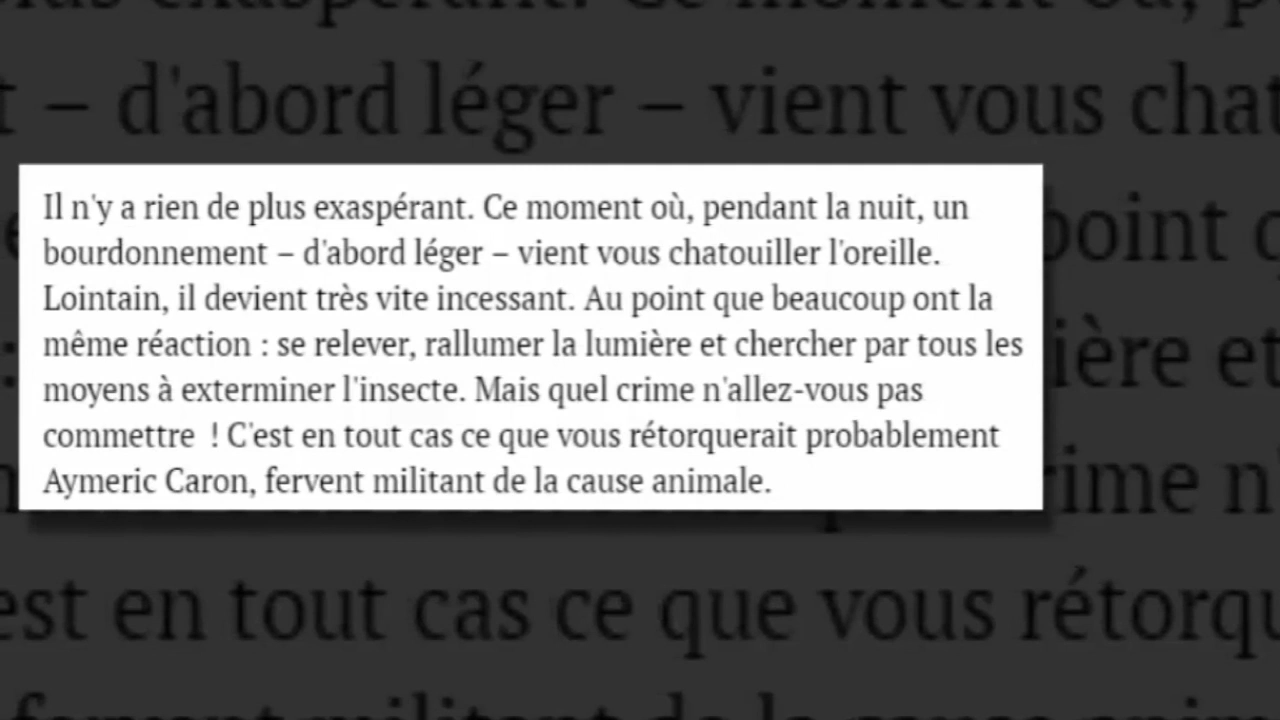 Il n'y a rien de plus exaspérant. Ce moment où, pendant la nuit, un
bourdonnement – d'abord léger – vient vous chatouiller l'oreille.
Lointain, il devient très vite incessant. Au point que beaucoup ont la
même réaction : se relever, rallumer la lumière et chercher par tous les
moyens à exterminer l'insecte. Mais quel crime n'allez-vous pas
commettre  ! C'est en tout cas ce que vous rétorquerait probablement
Aymeric Caron, fervent militant de la cause animale.